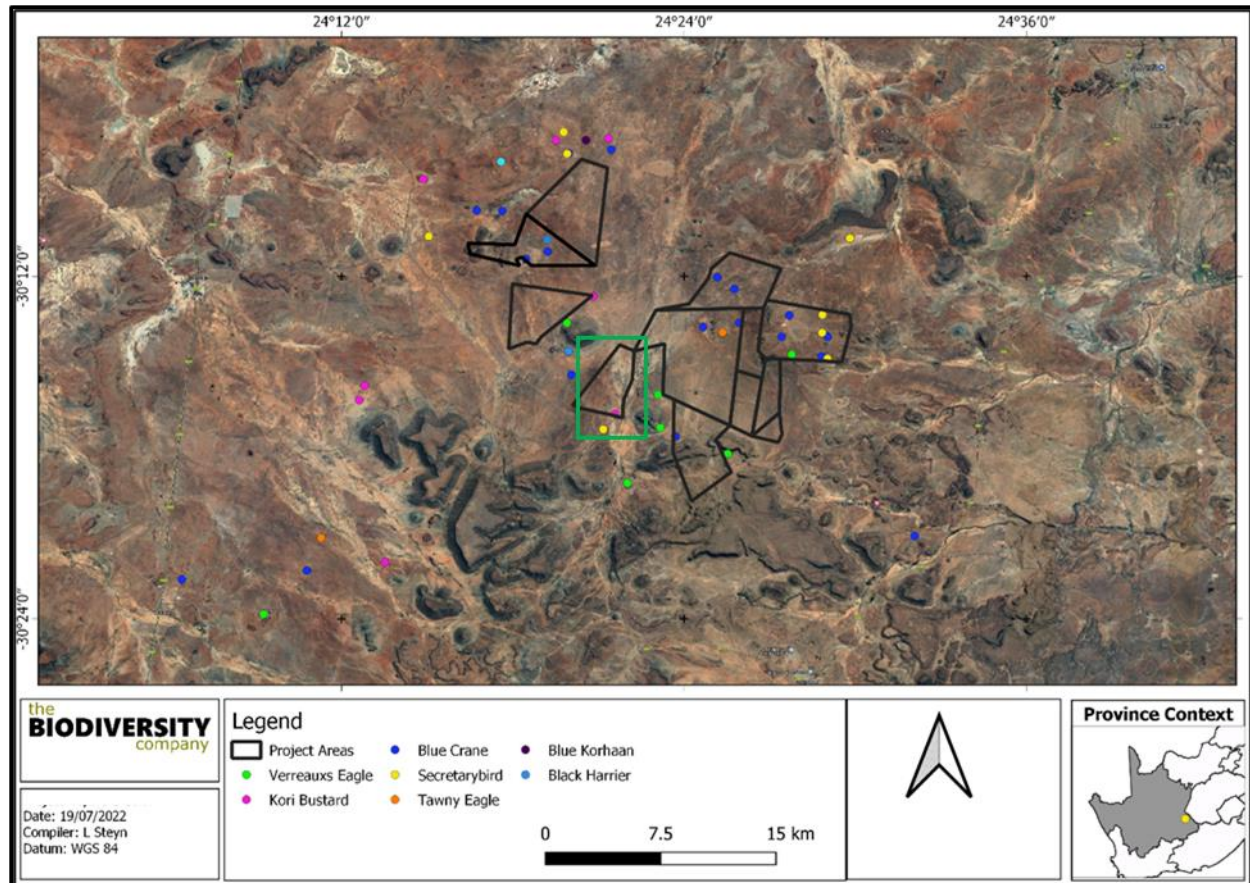 24°12'0" 24°24'0" 24°36'0"
-30°12'0"
-30°24'0"
the
BIODIVERSITY
company
Date: 19/07/2022
Compiler: L Steyn
Datum: WGS 84
Legend
Project Areas Blue Crane Blue Korhaan
Verreauxs Eagle Secretarybird Black Harrier
Kori Bustard Tawny Eagle
0 7.5 15 km
Province Context